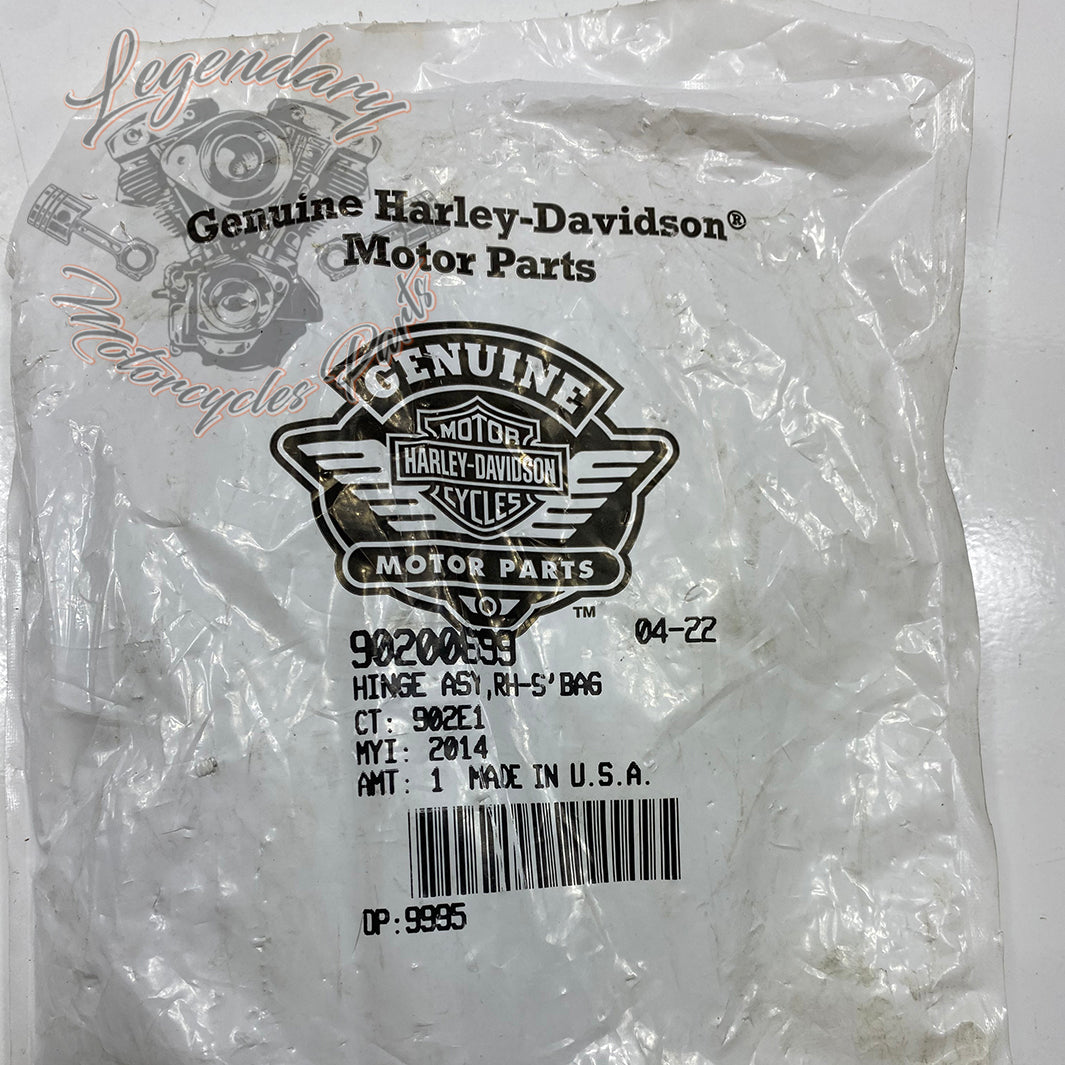 Legendary
Motorcycles Parts
Genuine Harley-Davidson®
Motor Parts
GENUINE
MOTOR
HARLEY-DAVIDSON
CYCLES
MOTOR PARTS
TM
04-22
HINGE ASY,RH-S'BAG
CT: 902E1
MYI: 2014
AMT: 1 MADE IN U.S.A.
OP:9995